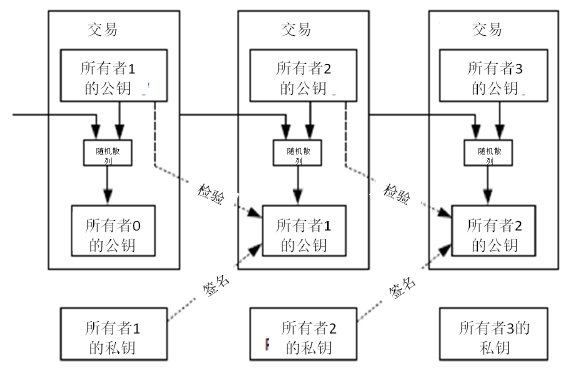 交易
所有者1
的公钥
随机散
列
所有者0
的公钥
交易
所有者2
的公钥
随机散
列
所有者1
的公钥
交易
所有者3
的公钥
随机散
列
所有者2
的公钥
检验
检验
签名
签名
所有者1
的私钥
所有者2
的私钥
所有者3的
私钥